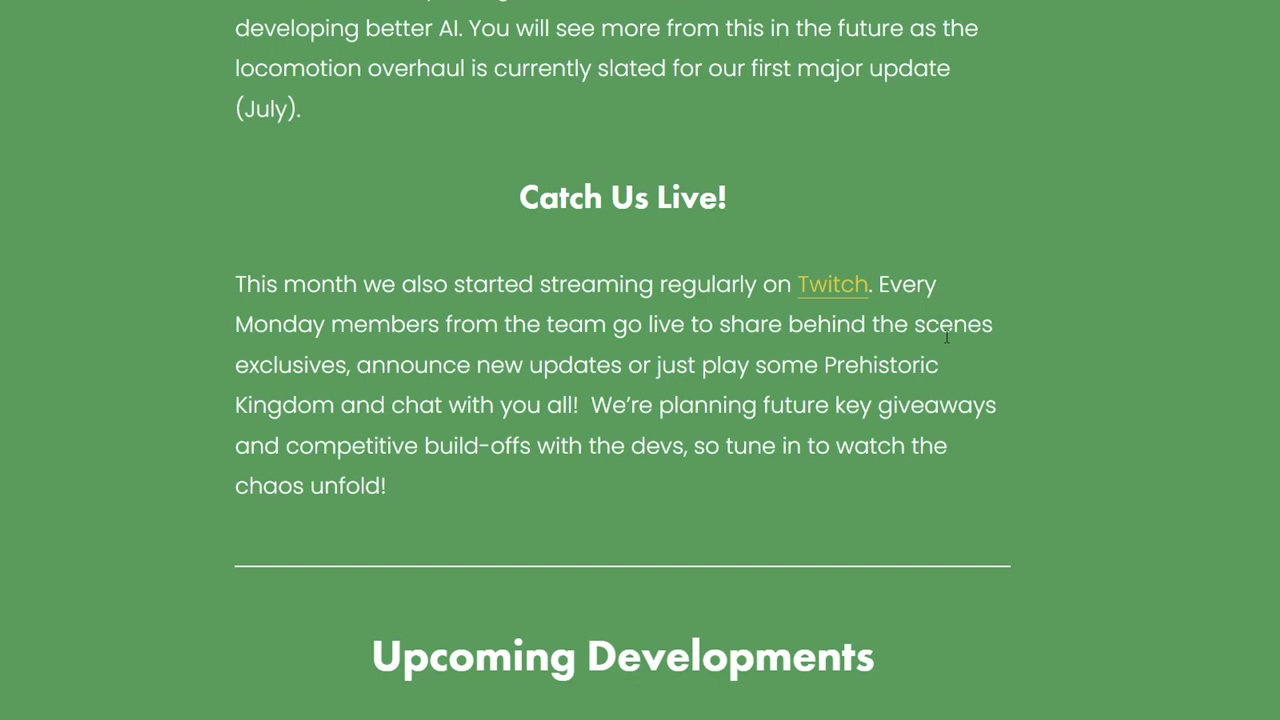 developing better AI. You will see more from this in the future as the
locomotion overhaul is currently slated for our first major update
(July).
Catch Us Live!
This month we also started streaming regularly on Twitch. Every
Monday members from the team go live to share behind the scenes
exclusives, announce new updates or just play some Prehistoric
Kingdom and chat with you all!  We’re planning future key giveaways
and competitive build-offs with the devs, so tune in to watch the
chaos unfold!
Upcoming Developments